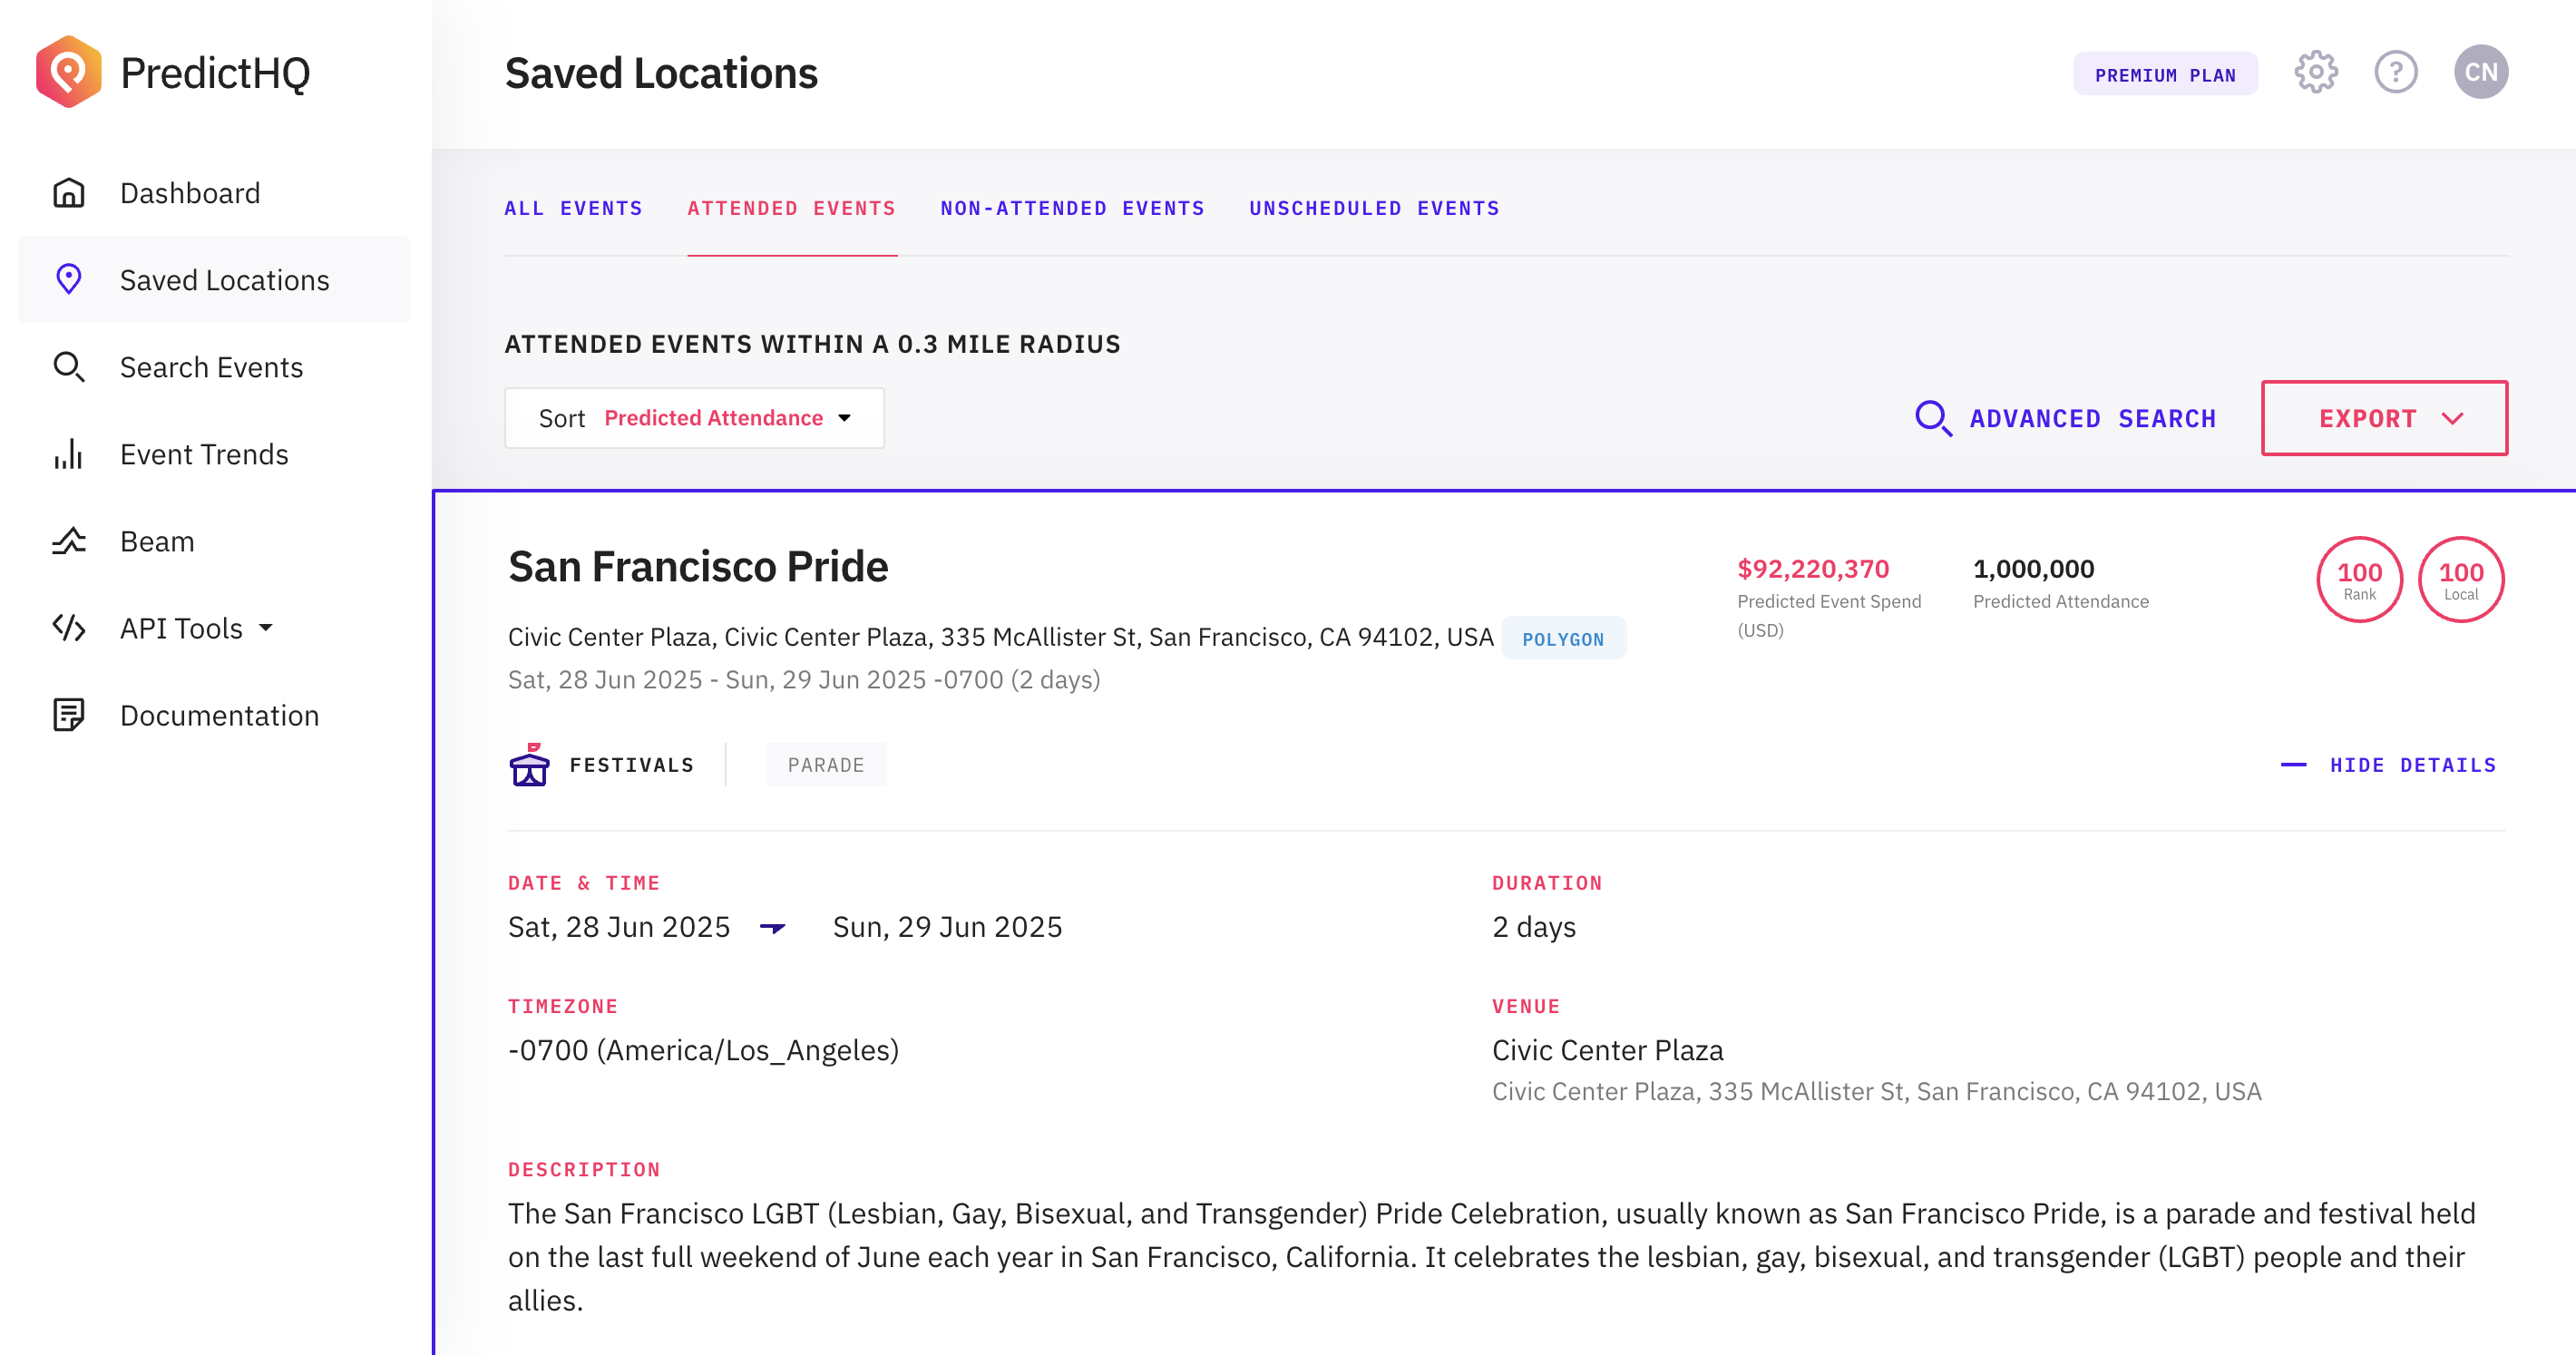 PredictHQ
Dashboard
Saved Locations
Search Events
Event Trends
Beam
API Tools
Documentation
Saved Locations
PREMIUM PLAN
?
CN
ALL EVENTS
ATTENDED EVENTS
NON-ATTENDED EVENTS
UNSCHEDULED EVENTS
ATTENDED EVENTS WITHIN A 0.3 MILE RADIUS
Sort Predicted Attendance
ADVANCED SEARCH
EXPORT
San Francisco Pride
Civic Center Plaza, Civic Center Plaza, 335 McAllister St, San Francisco, CA 94102, USA POLYGON
Sat, 28 Jun 2025 - Sun, 29 Jun 2025 -0700 (2 days)
$92,220,370
Predicted Event Spend
(USD)
1,000,000
Predicted Attendance
100
Rank
100
Local
FESTIVALS
PARADE
HIDE DETAILS
DATE & TIME
Sat, 28 Jun 2025
Sun, 29 Jun 2025
DURATION
2 days
TIMEZONE
-0700 (America/Los_Angeles)
VENUE
Civic Center Plaza
Civic Center Plaza, 335 McAllister St, San Francisco, CA 94102, USA
DESCRIPTION
The San Francisco LGBT (Lesbian, Gay, Bisexual, and Transgender) Pride Celebration, usually known as San Francisco Pride, is a parade and festival held
on the last full weekend of June each year in San Francisco, California. It celebrates the lesbian, gay, bisexual, and transgender (LGBT) people and their
allies.